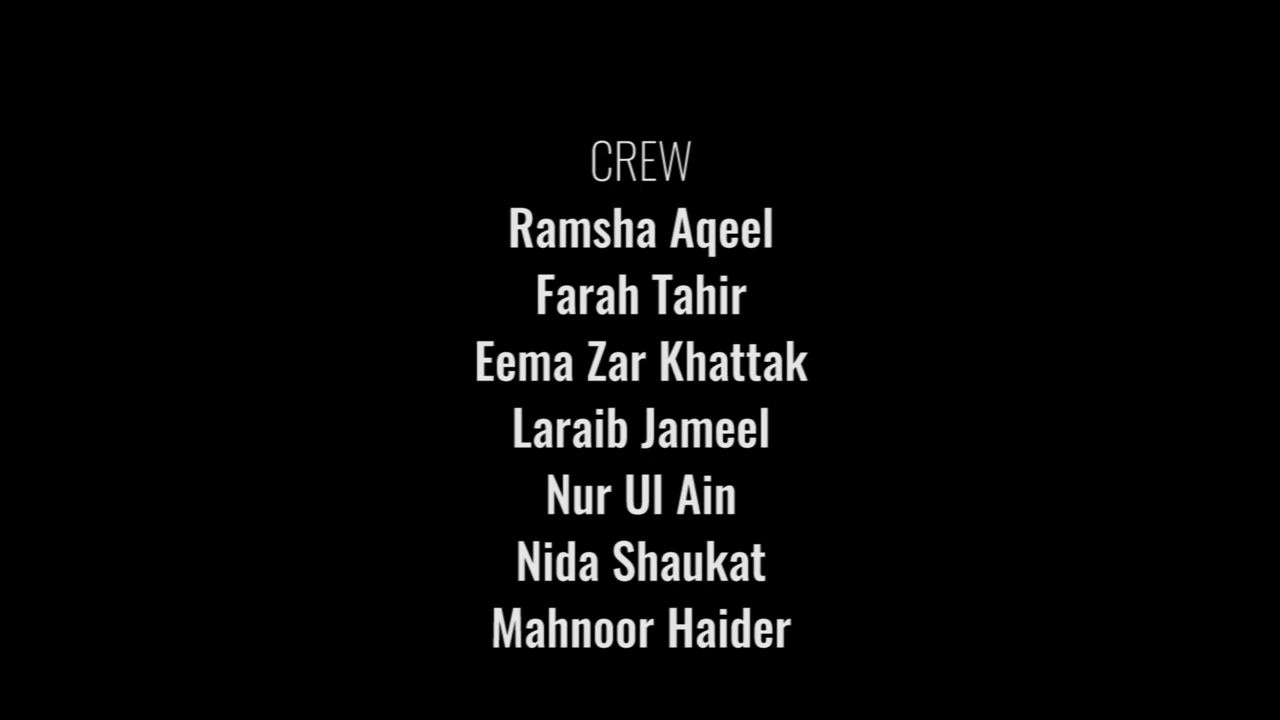 CREW
Ramsha Aqeel
Farah Tahir
Eema Zar Khattak
Laraib Jameel
Nur Ul Ain
Nida Shaukat
Mahnoor Haider